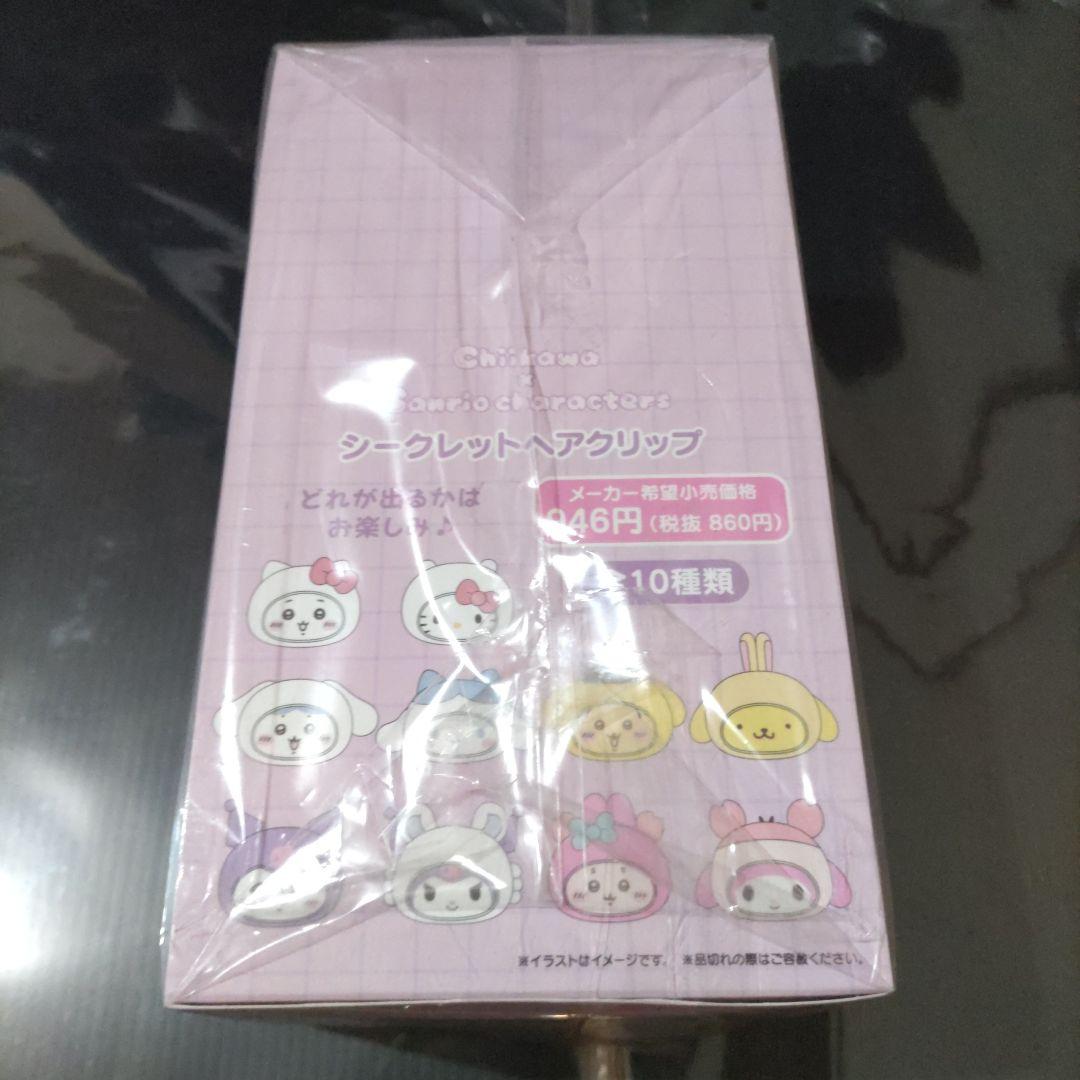 Chiikawa
×
Sanrio characters
シークレットヘアクリップ
どれが出るかは
お楽しみ♪
メーカー希望小売価格
946円（税抜 860円）
全10種類
※イラストはイメージです。 ※品切れの際はご容赦ください。